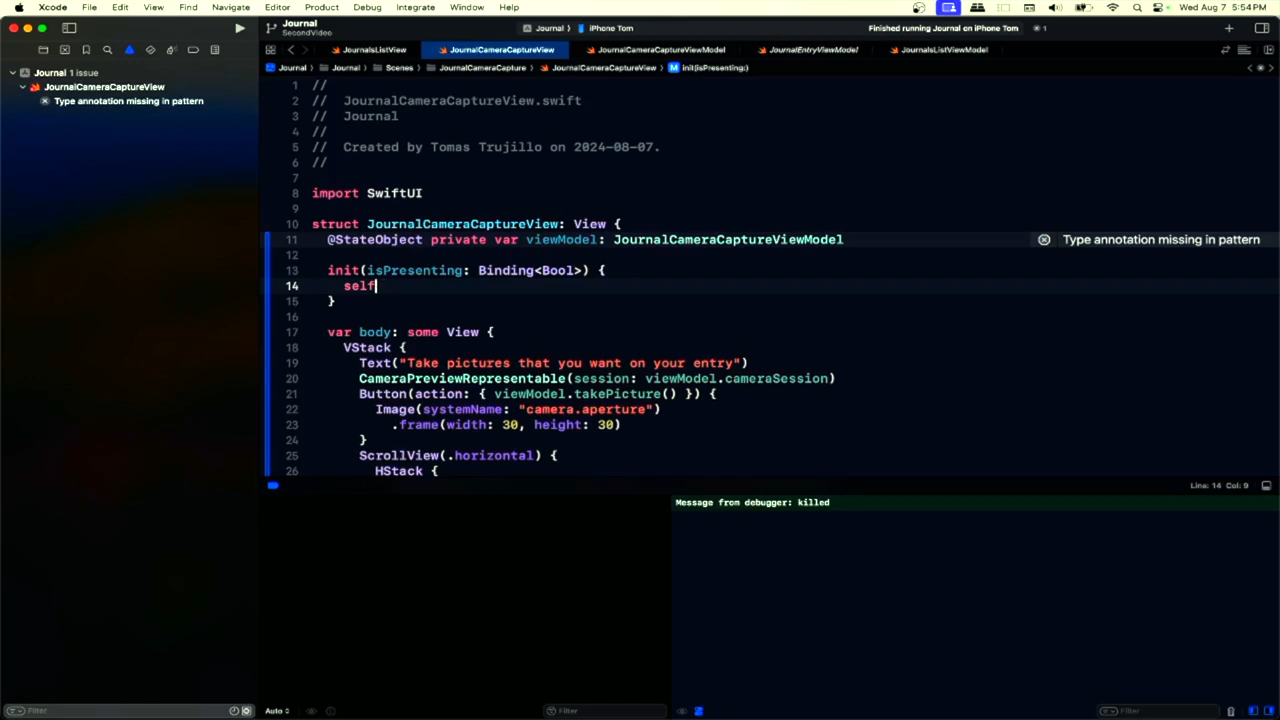 Xcode File Edit View Find Navigate Editor Product Debug Integrate Window Help Wed Aug 7 5:54 PM
Journal
SecondVideo
Journal iPhone Tom
Finished running Journal on iPhone Tom
1
JournalsListView JournalCameraCaptureView JournalCameraCaptureViewModel JournalEntryViewModel JournalsListViewModel
Journal Journal Scenes JournalCameraCapture JournalCameraCaptureView M init(isPresenting:)
Journal 1 issue
JournalCameraCaptureView
Type annotation missing in pattern
1 //
2 // JournalCameraCaptureView.swift
3 // Journal
4 //
5 // Created by Tomas Trujillo on 2024-08-07.
6 //
7
8 import SwiftUI
9
10 struct JournalCameraCaptureView: View {
11 @StateObject private var viewModel: JournalCameraCaptureViewModel Type annotation missing in pattern
12
13 init(isPresenting: Binding<Bool>) {
14 self
15 }
16
17 var body: some View {
18 VStack {
19 Text("Take pictures that you want on your entry")
20 CameraPreviewRepresentable(session: viewModel.cameraSession)
21 Button(action: { viewModel.takePicture() }) {
22 Image(systemName: "camera.aperture")
23 .frame(width: 30, height: 30)
24 }
25 ScrollView(.horizontal) {
26 HStack {
Line: 14 Col: 9
Message from debugger: killed
Filter Auto Filter Filter